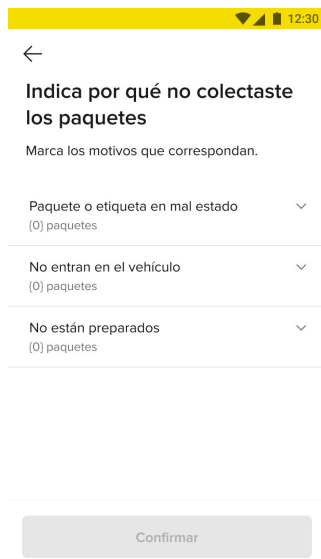 12:30
Indica por qué no colectaste
los paquetes
Marca los motivos que correspondan.
Paquete o etiqueta en mal estado
{0} paquetes
No entran en el vehículo
{0} paquetes
No están preparados
{0} paquetes
Confirmar